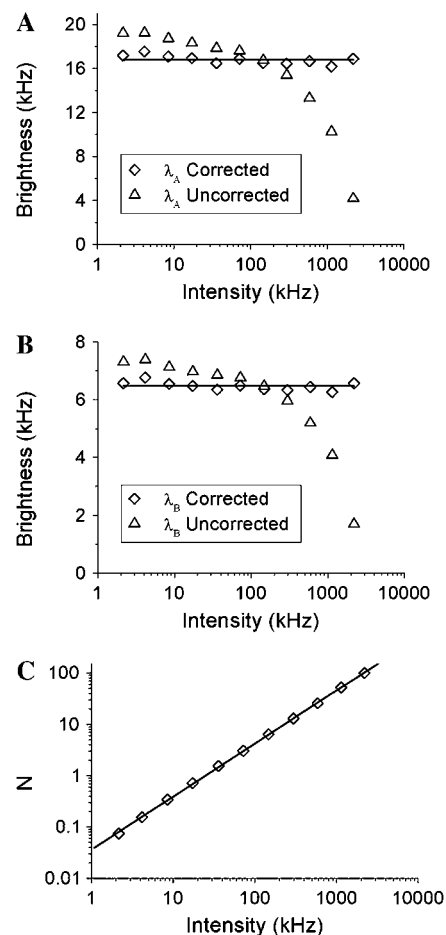 A
20
16
12
8
4
0
Brightness (kHz)
λA Corrected
λA Uncorrected
1 10 100 1000 10000
Intensity (kHz)
B
8
6
4
2
0
Brightness (kHz)
λB Corrected
λB Uncorrected
1 10 100 1000 10000
Intensity (kHz)
C
100
10
1
0.1
0.01
N
1 10 100 1000 10000
Intensity (kHz)